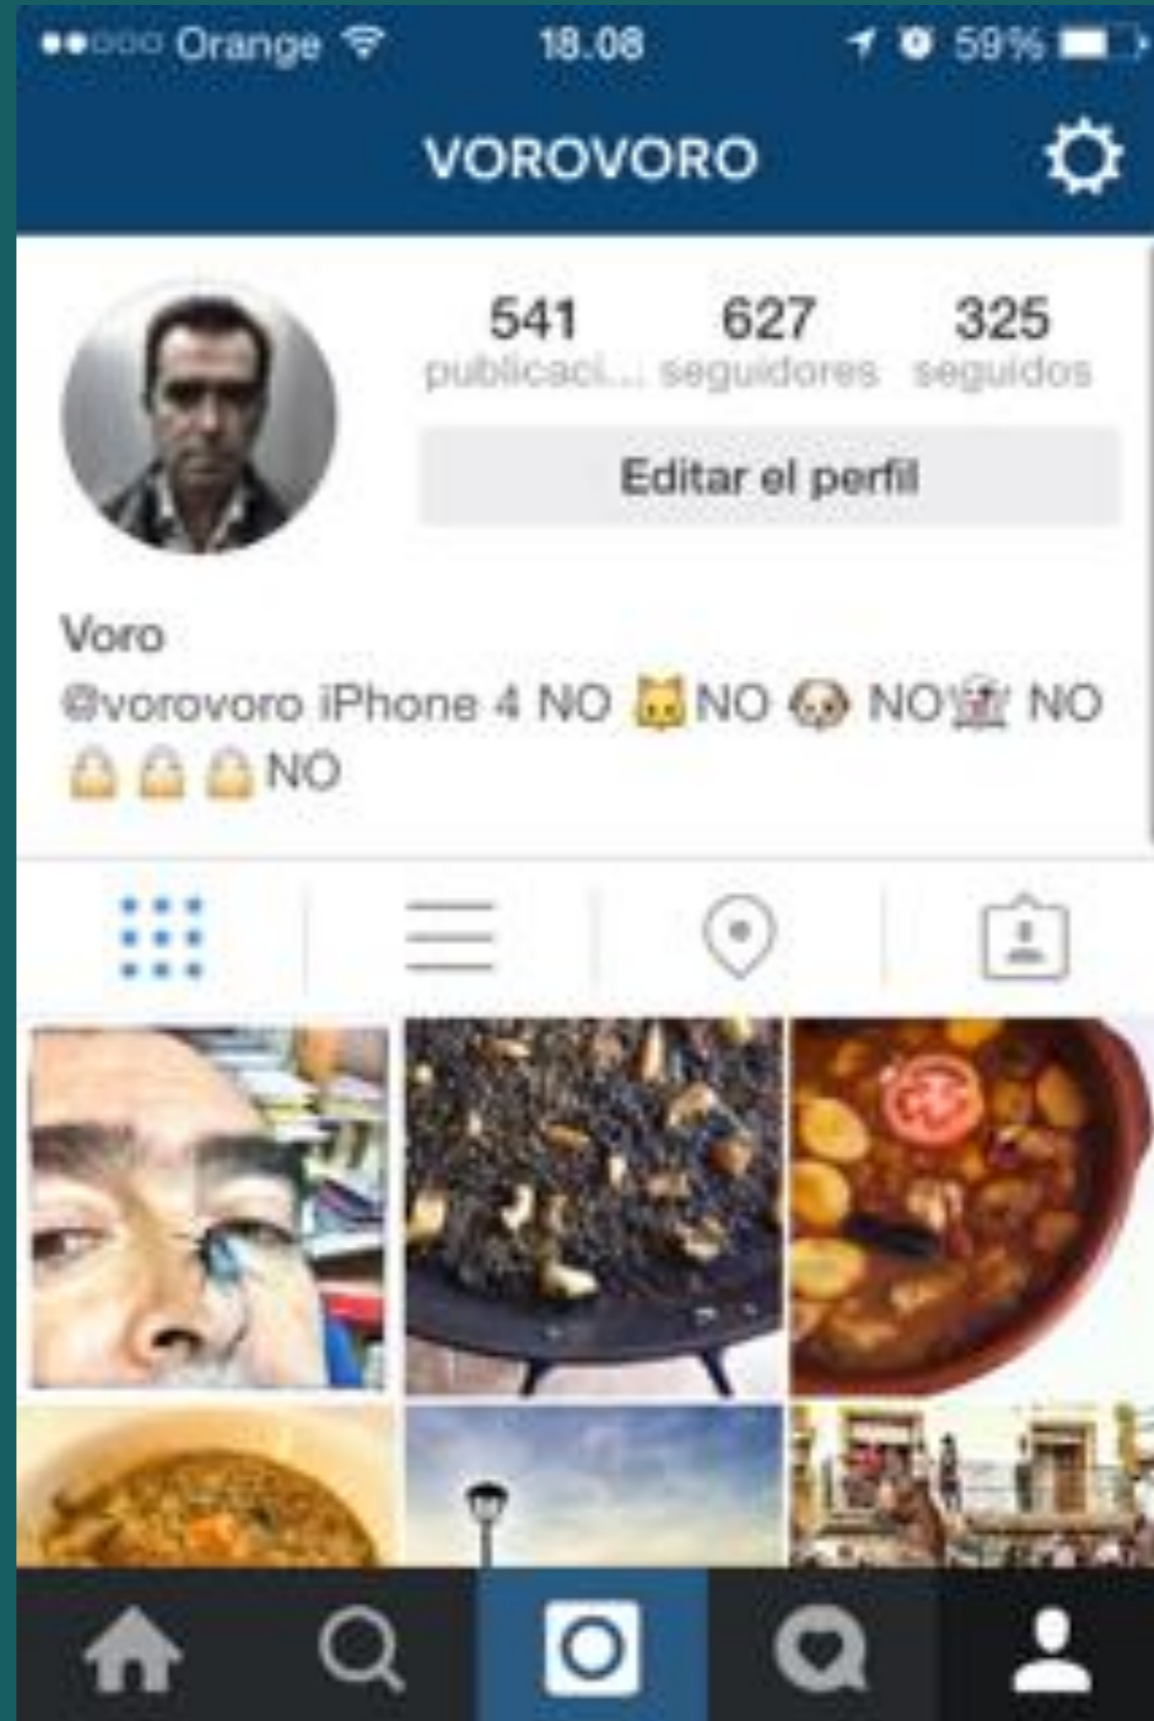 Orange 18.08 59%
VOROVORO
541 627 325
publicaci... seguidores seguidos
Editar el perfil
Voro
@vorovoro iPhone 4 NO 🐱NO 🐶 NO NO
🔒 🔒 🔒NO